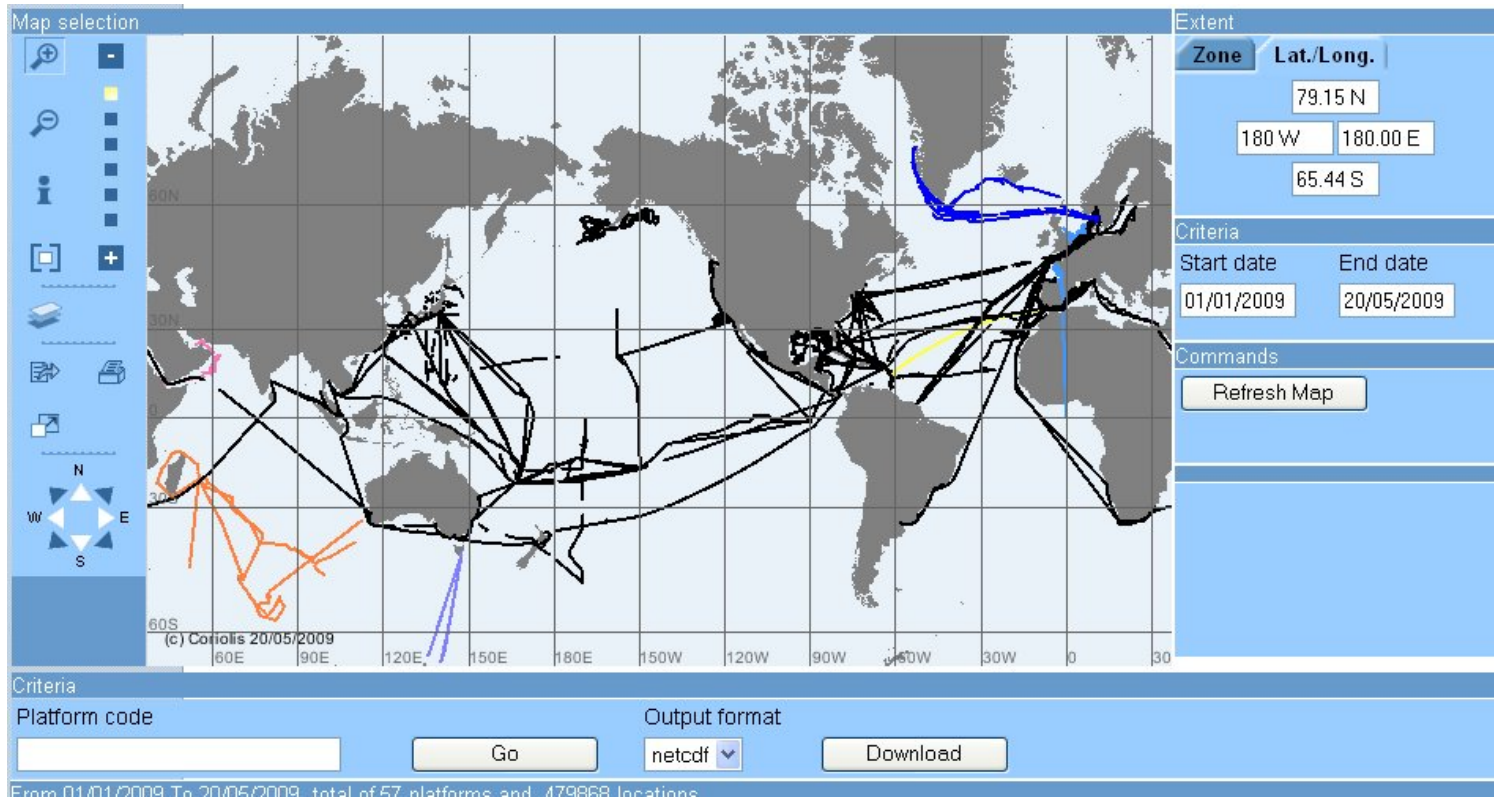 Map selection
Extent
Zone
Lat./Long.
79.15 N
180 W
180.00 E
65.44 S
Criteria
Start date
End date
01/01/2009
20/05/2009
Commands
Refresh Map
-
+
N
W
E
S
60N
30N
0
30S
60S
(c) Coriolis 20/05/2009
60E
90E
120E
150E
180E
150W
120W
90W
60W
30W
0
30
Criteria
Platform code
Output format
Go
netcdf
Download
From 01/01/2009 To 20/05/2009 total of 57 platforms and 479868 locations